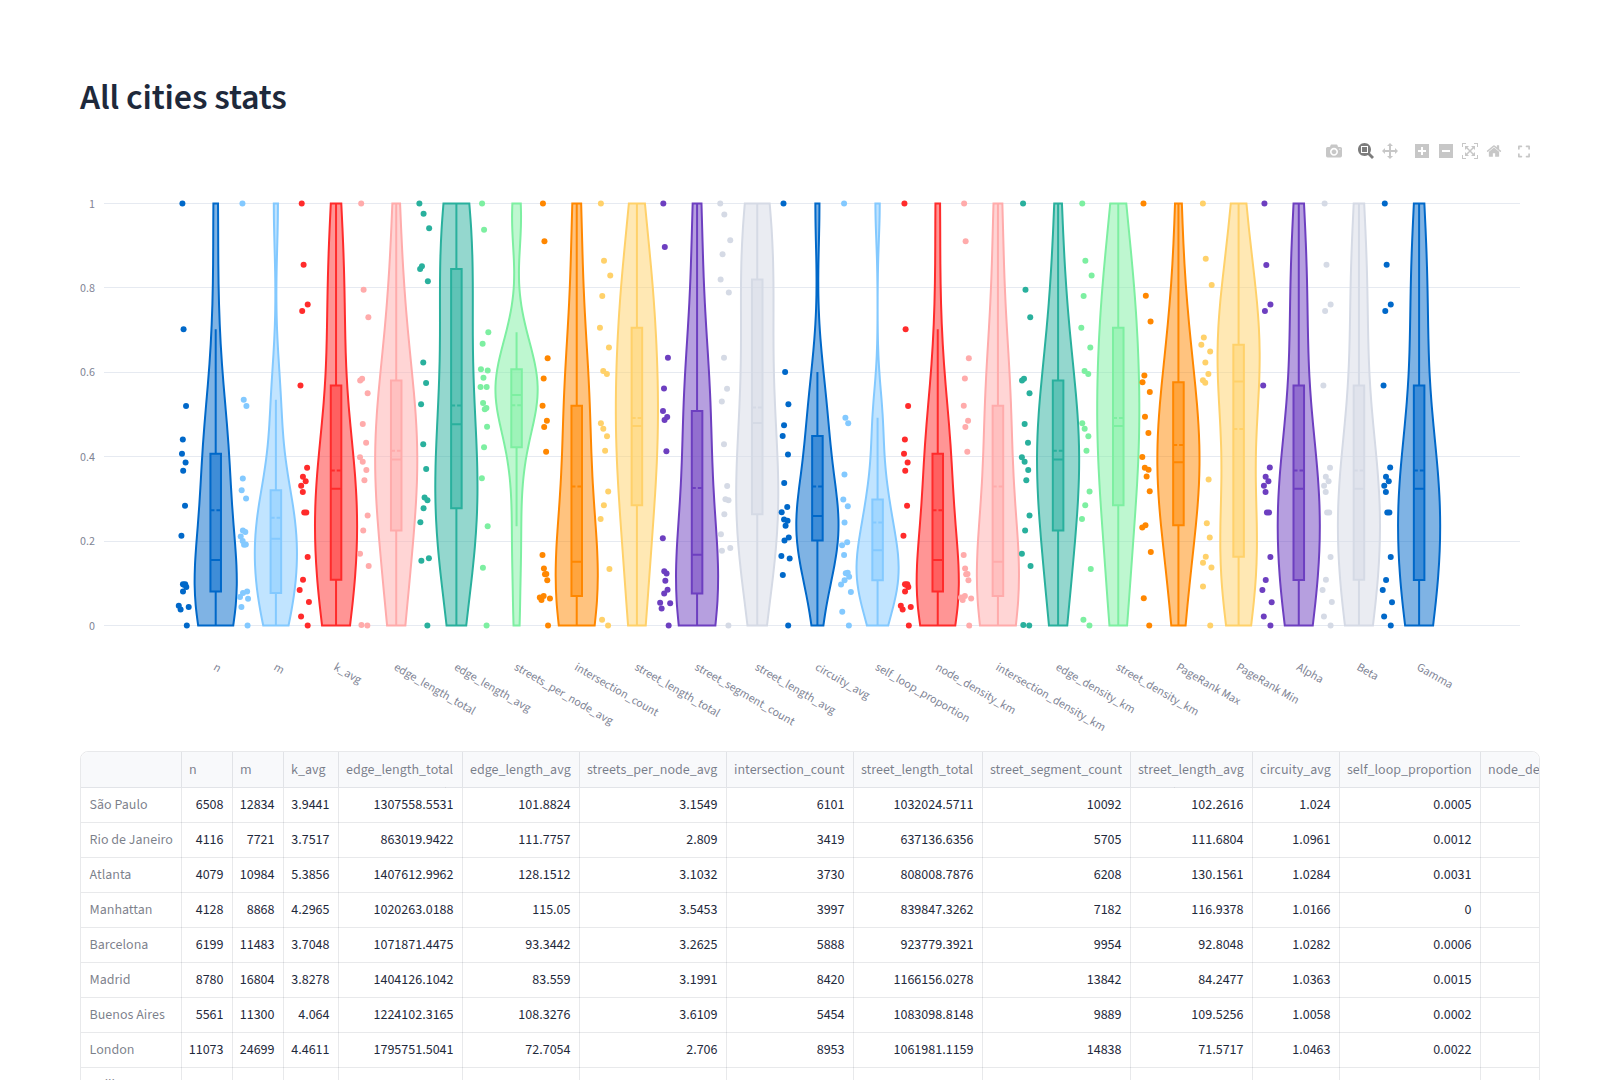 All cities stats
1
0.8
0.6
0.4
0.2
0
n
m
k_avg
edge_length_total
edge_length_avg
streets_per_node_avg
intersection_count
street_length_total
street_segment_count
street_length_avg
circuity_avg
self_loop_proportion
node_density_km
intersection_density_km
edge_density_km
street_density_km
PageRank Max
PageRank Min
Alpha
Beta
Gamma
n m k_avg edge_length_total edge_length_avg streets_per_node_avg intersection_count street_length_total street_segment_count street_length_avg circuity_avg self_loop_proportion node_de
São Paulo 6508 12834 3.9441 1307558.5531 101.8824 3.1549 6101 1032024.5711 10092 102.2616 1.024 0.0005
Rio de Janeiro 4116 7721 3.7517 863019.9422 111.7757 2.809 3419 637136.6356 5705 111.6804 1.0961 0.0012
Atlanta 4079 10984 5.3856 1407612.9962 128.1512 3.1032 3730 808008.7876 6208 130.1561 1.0284 0.0031
Manhattan 4128 8868 4.2965 1020263.0188 115.05 3.5453 3997 839847.3262 7182 116.9378 1.0166 0
Barcelona 6199 11483 3.7048 1071871.4475 93.3442 3.2625 5888 923779.3921 9954 92.8048 1.0282 0.0006
Madrid 8780 16804 3.8278 1404126.1042 83.559 3.1991 8420 1166156.0278 13842 84.2477 1.0363 0.0015
Buenos Aires 5561 11300 4.064 1224102.3165 108.3276 3.6109 5454 1083098.8148 9889 109.5256 1.0058 0.0002
London 11073 24699 4.4611 1795751.5041 72.7054 2.706 8953 1061981.1159 14838 71.5717 1.0463 0.0022